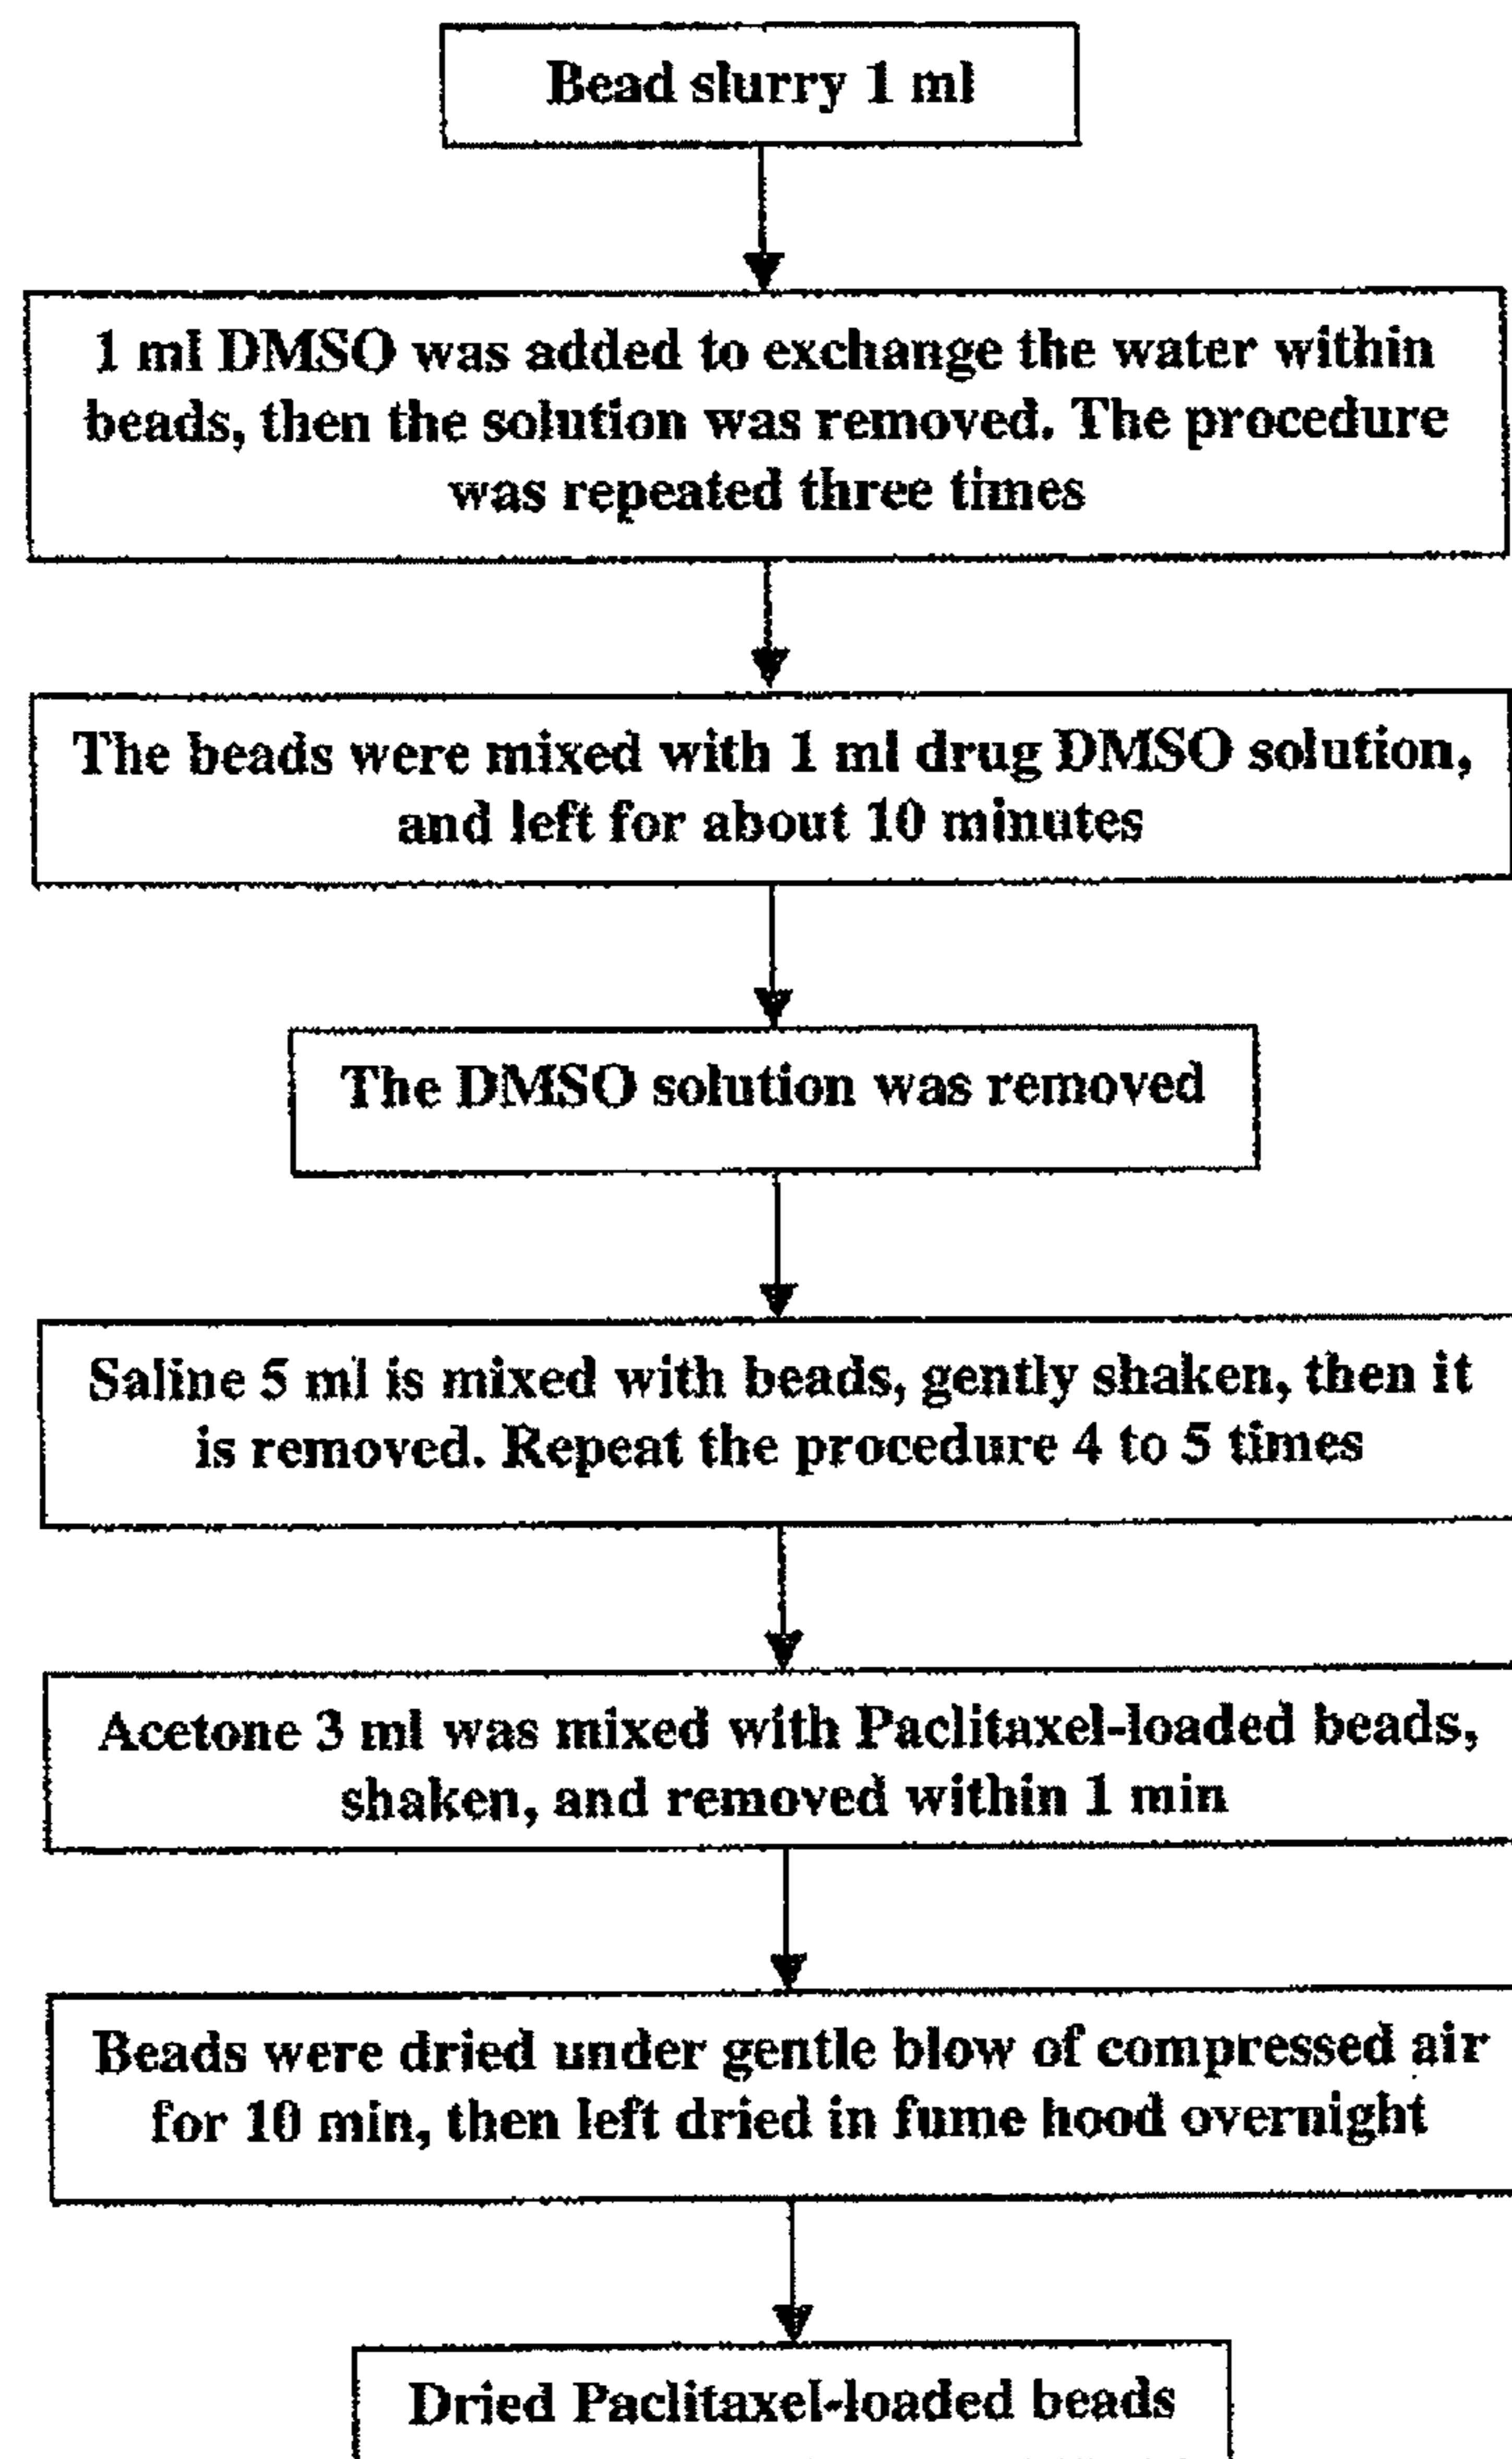 Bead slurry 1 ml
1 ml DMSO was added to exchange the water within
beads, then the solution was removed. The procedure
was repeated three times
The beads were mixed with 1 ml drug DMSO solution,
and left for about 10 minutes
The DMSO solution was removed
Saline 5 ml is mixed with beads, gently shaken, then it
is removed. Repeat the procedure 4 to 5 times
Acetone 3 ml was mixed with Paclitaxel-loaded beads,
shaken, and removed within 1 min
Beads were dried under gentle blow of compressed air
for 10 min, then left dried in fume hood overnight
Dried Paclitaxel-loaded beads